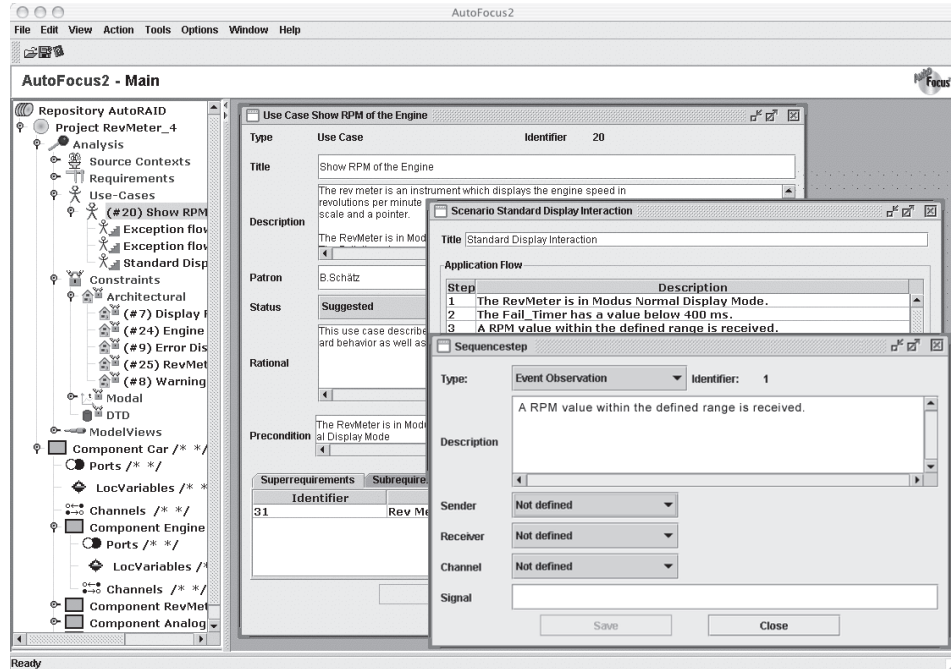 AutoFocus2
File Edit View Action Tools Options Window Help
AutoFocus2 - Main
Auto Focus
Repository AutoRAID
Project RevMeter_4
Analysis
Source Contexts
Requirements
Use-Cases
(#20) Show RPM
Exception flow
Exception flow
Standard Disp
Constraints
Architectural
(#7) Display
(#24) Engine
(#9) Error Dis
(#25) RevMet
(#8) Warning
Modal
DTD
ModelViews
Component Car /* */
Ports /* */
LocVariables /* *
Channels /* */
Component Engine
Ports /* */
LocVariables /*
Channels /* */
Component RevMet
Component Analog
Ready
Use Case Show RPM of the Engine
Type Use Case Identifier 20
Title Show RPM of the Engine
Description
The rev meter is an instrument which displays the engine speed in
revolutions per minute
scale and a pointer.
The RevMeter is in Mod
Patron B.Schätz
Status Suggested
Rational
This use case describe
ard behavior as well as
Precondition
The RevMeter is in Modu
al Display Mode
Superrequirements Subrequire
Identifier
31 Rev Me
Scenario Standard Display Interaction
Title Standard Display Interaction
Application Flow
Step Description
1 The RevMeter is in Modus Normal Display Mode.
2 The Fail_Timer has a value below 400 ms.
3 A RPM value within the defined range is received.
Sequencestep
Type: Event Observation Identifier: 1
Description
A RPM value within the defined range is received.
Sender Not defined
Receiver Not defined
Channel Not defined
Signal
Save Close